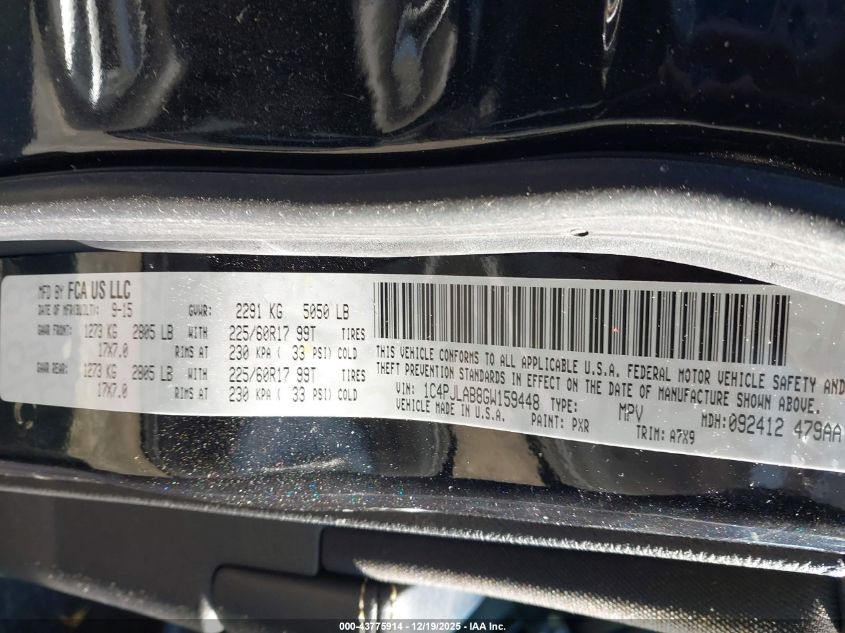 MFD BY FCA US LLC
DATE OF MFR(BUILT): 9-15 GVWR: 2291 KG 5050 LB
GAWR FRONT: 1273 KG 2805 LB WITH 225/60R17 99T TIRES
17X7.0 RIMS AT 230 KPA ( 33 PSI) COLD
GAWR REAR: 1273 KG 2805 LB WITH 225/60R17 99T TIRES
17X7.0 RIMS AT 230 KPA ( 33 PSI) COLD
THIS VEHICLE CONFORMS TO ALL APPLICABLE U.S.A. FEDERAL MOTOR VEHICLE SAFETY AND
THEFT PREVENTION STANDARDS IN EFFECT ON THE DATE OF MANUFACTURE SHOWN ABOVE.
VIN: 1C4PJLAB8GW159448 TYPE: MPV MDH: 092412 479AA
VEHICLE MADE IN U.S.A. PAINT: PXR TRIM: A7X9
000-43775914 - 12/19/2025 - IAA Inc.